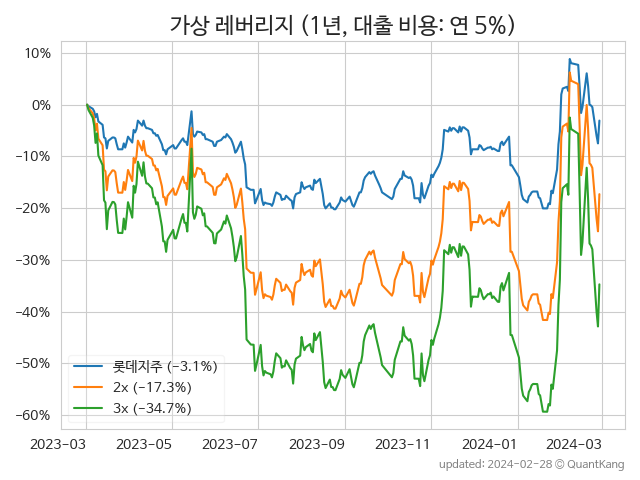 가상 레버리지 (1년, 대출 비용: 연 5%)
10%
0%
−10%
−20%
−30%
−40%
−50%
−60%
롯데지주 (−3.1%)
2x (−17.3%)
3x (−34.7%)
2023-03 2023-05 2023-07 2023-09 2023-11 2024-01 2024-03
updated: 2024-02-28 © QuantKang